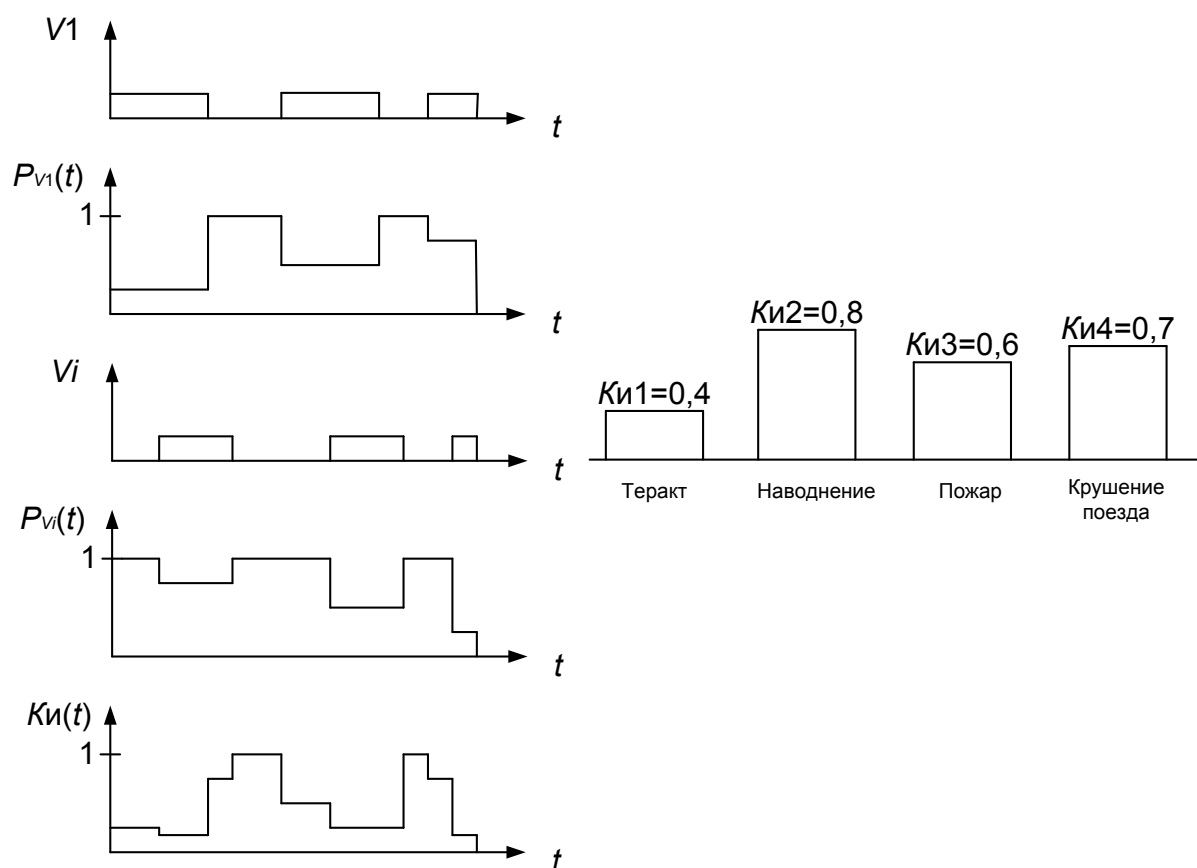 V1
t
PV1(t)
1
t
Vi
t
PVi(t)
1
t
Kи(t)
1
t
Kи1=0,4
Kи2=0,8
Kи3=0,6
Kи4=0,7
Теракт
Наводнение
Пожар
Крушение
поезда